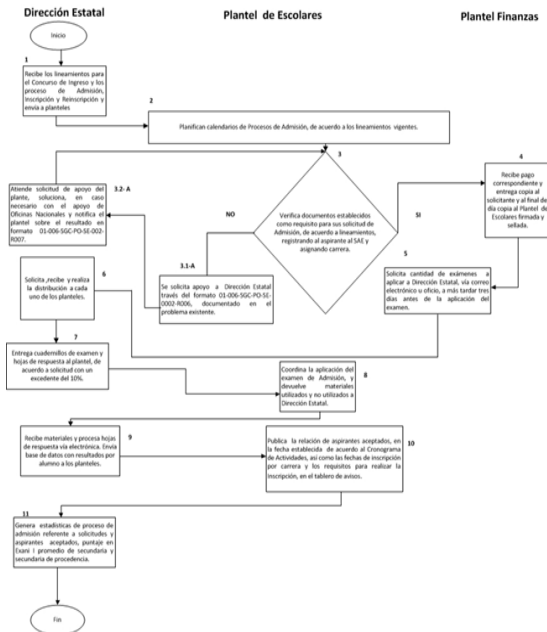 Dirección Estatal
Plantel de Escolares
Plantel Finanzas
Inicio
1
Recibe los lineamientos para
el Concurso de Ingreso y los
proceso de Admisión,
Inscripción y Reinscripción y
envía a planteles
2
Planifican calendarios de Procesos de Admisión, de acuerdo a los lineamientos vigentes.
3
Verifica documentos establecidos
como requisito para sus solicitud de
Admisión, de acuerdo a lineamientos,
registrando al aspirante al SAE y
asignando carrera.
NO
SI
4
Recibe pago
correspondiente y
entrega copia al
solicitante y al final de
día copia al Plantel de
Escolares firmada y
sellada.
3.2- A
Atiende solicitud de apoyo del
plante, soluciona, en caso
necesario con el apoyo de
Oficinas Nacionales y notifica el
plantel sobre el resultado en
formato 01-006-SGC-PO-SE-002-
R007.
3.1-A
Se solicita apoyo a Dirección Estatal
través del formato 01-006-SGC-PO-SE-
0002-R006, documentado en el
problema existente.
5
Solicita cantidad de exámenes a
aplicar a Dirección Estatal, vía correo
electrónico u oficio, a más tardar tres
días antes de la aplicación del
examen.
6
Solicita ,recibe y realiza
la distribución a cada
uno de los planteles.
7
Entrega cuadernillos de examen y
hojas de respuesta al plantel, de
acuerdo a solicitud con un
excedente del 10%.
8
Coordina la aplicación del
examen de Admisión, y
devuelve materiales
utilizados y no utilizados a
Dirección Estatal.
9
Recibe materiales y procesa hojas
de respuesta vía electrónica. Envía
base de datos con resultados por
alumno a los planteles.
10
Publica la relación de aspirantes aceptados, en
la fecha establecida de acuerdo al Cronograma
de Actividades, así como las fechas de inscripción
por carrera y los requisitos para realizar la
Inscripción, en el tablero de avisos.
11
Genera estadísticas de proceso de
admisión referente a solicitudes y
aspirantes aceptados, puntaje en
Exani I promedio de secundaria y
secundaria de procedencia.
Fin